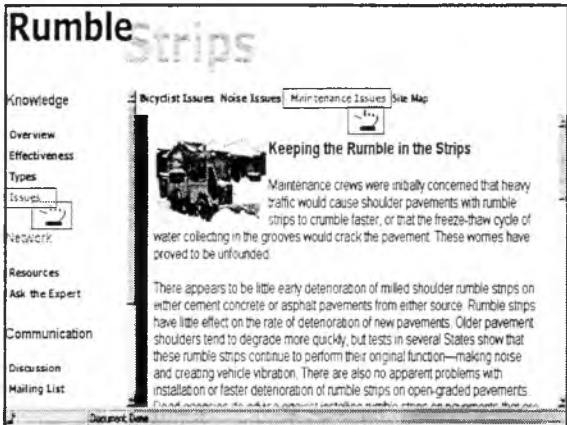 Rumble
Strips
Knowledge
Overview
Effectiveness
Types
Issues
Network
Resources
Ask the Expert
Communication
Discussion
Mailing List
Bicyclist Issues Noise Issues Maintenance Issues Site Map
Keeping the Rumble in the Strips
Maintenance crews were initially concerned that heavy
traffic would cause shoulder pavements with rumble
strips to crumble faster, or that the freeze-thaw cycle of
water collecting in the grooves would crack the pavement. These worries have
proved to be unfounded.
There appears to be little early deterioration of milled shoulder rumble strips on
either cement concrete or asphalt pavements from either source. Rumble strips
have little effect on the rate of deterioration of new pavements. Older pavement
shoulders tend to degrade more quickly, but tests in several States show that
these rumble strips continue to perform their original function—making noise
and creating vehicle vibration. There are also no apparent problems with
installation or faster deterioration of rumble strips on open-graded pavements.
installing rumble strips on pavements that are
Document Done